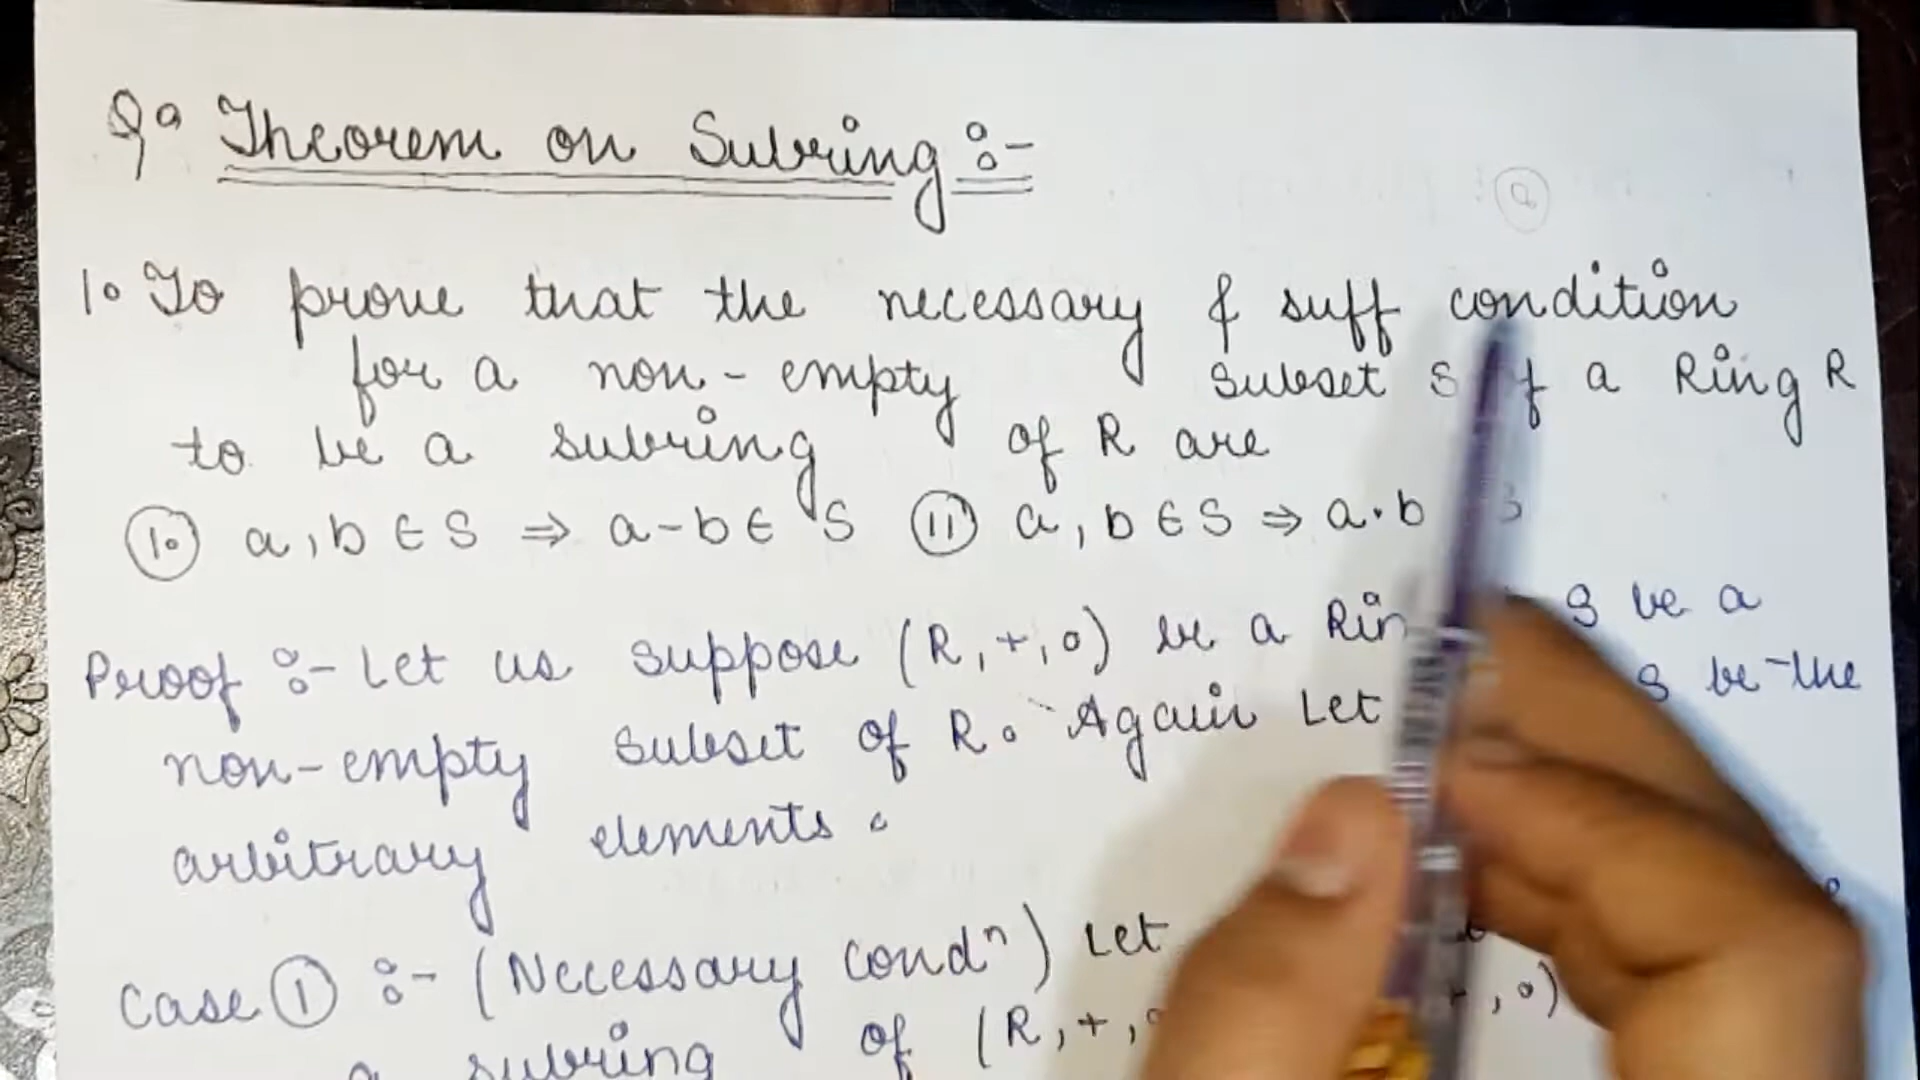 Q. Theorem on Subring :-
1. To prove that the necessary & suff condition
for a non-empty subset S of a Ring R
to be a subring of R are
(i.) a, b ∈ S ⇒ a-b ∈ S (ii) a, b ∈ S ⇒ a·b S
Proof :- Let us suppose (R, +, ∘) be a Rin S be a
non-empty subset of R. Again Let S be the
arbitrary elements.
Case (1) :- (Necessary condⁿ) Let
a subring of (R, +, , ∘)